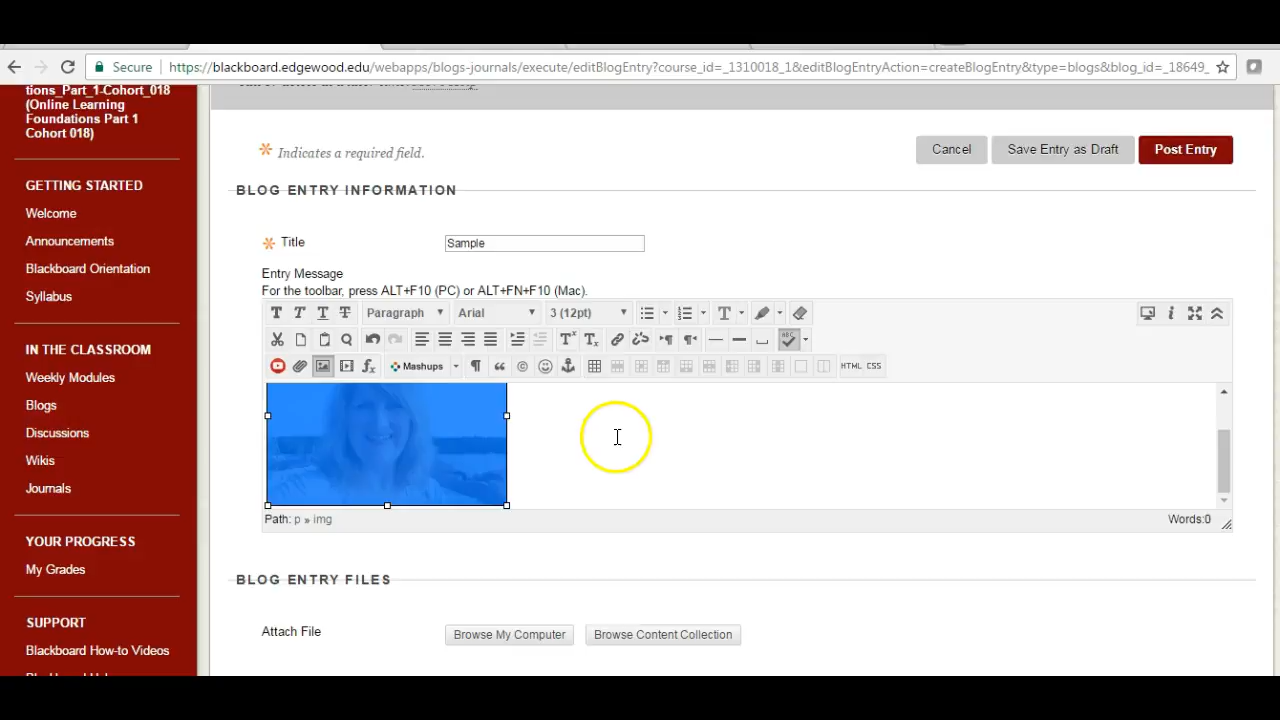 Secure https://blackboard.edgewood.edu/webapps/blogs-journals/execute/editBlogEntry?course_id=_1310018_1&editBlogEntryAction=createBlogEntry&type=blogs&blog_id=_18649_
tions_Part_1-Cohort_018
(Online Learning
Foundations Part 1
Cohort 018)
GETTING STARTED
Welcome
Announcements
Blackboard Orientation
Syllabus
IN THE CLASSROOM
Weekly Modules
Blogs
Discussions
Wikis
Journals
YOUR PROGRESS
My Grades
SUPPORT
Blackboard How-to Videos
Indicates a required field.
Cancel
Save Entry as Draft
Post Entry
BLOG ENTRY INFORMATION
Title
Sample
Entry Message
For the toolbar, press ALT+F10 (PC) or ALT+FN+F10 (Mac).
T T T T Paragraph Arial 3 (12pt) T
ABC
Mashups HTML CSS
Path: p » img
Words:0
BLOG ENTRY FILES
Attach File
Browse My Computer
Browse Content Collection